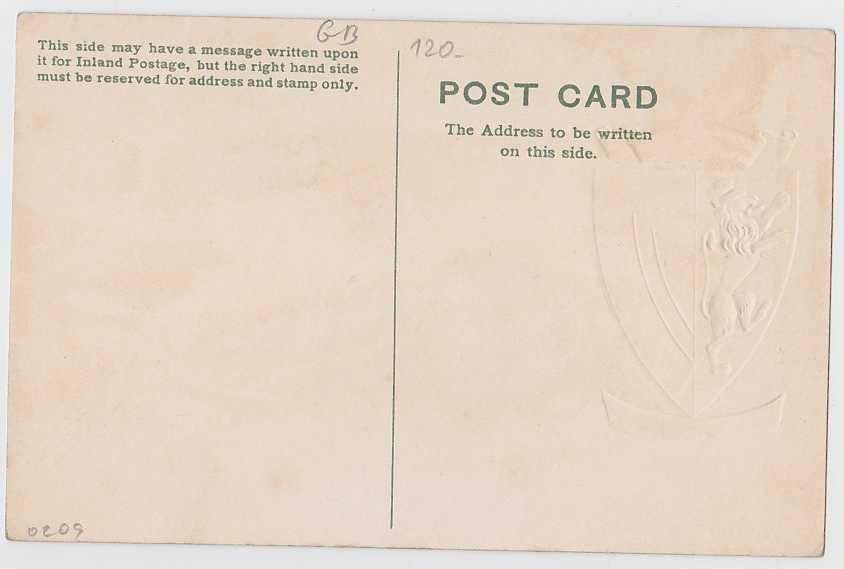 GB
This side may have a message written upon
it for Inland Postage, but the right hand side
must be reserved for address and stamp only.
120-
POST CARD
The Address to be written
on this side.